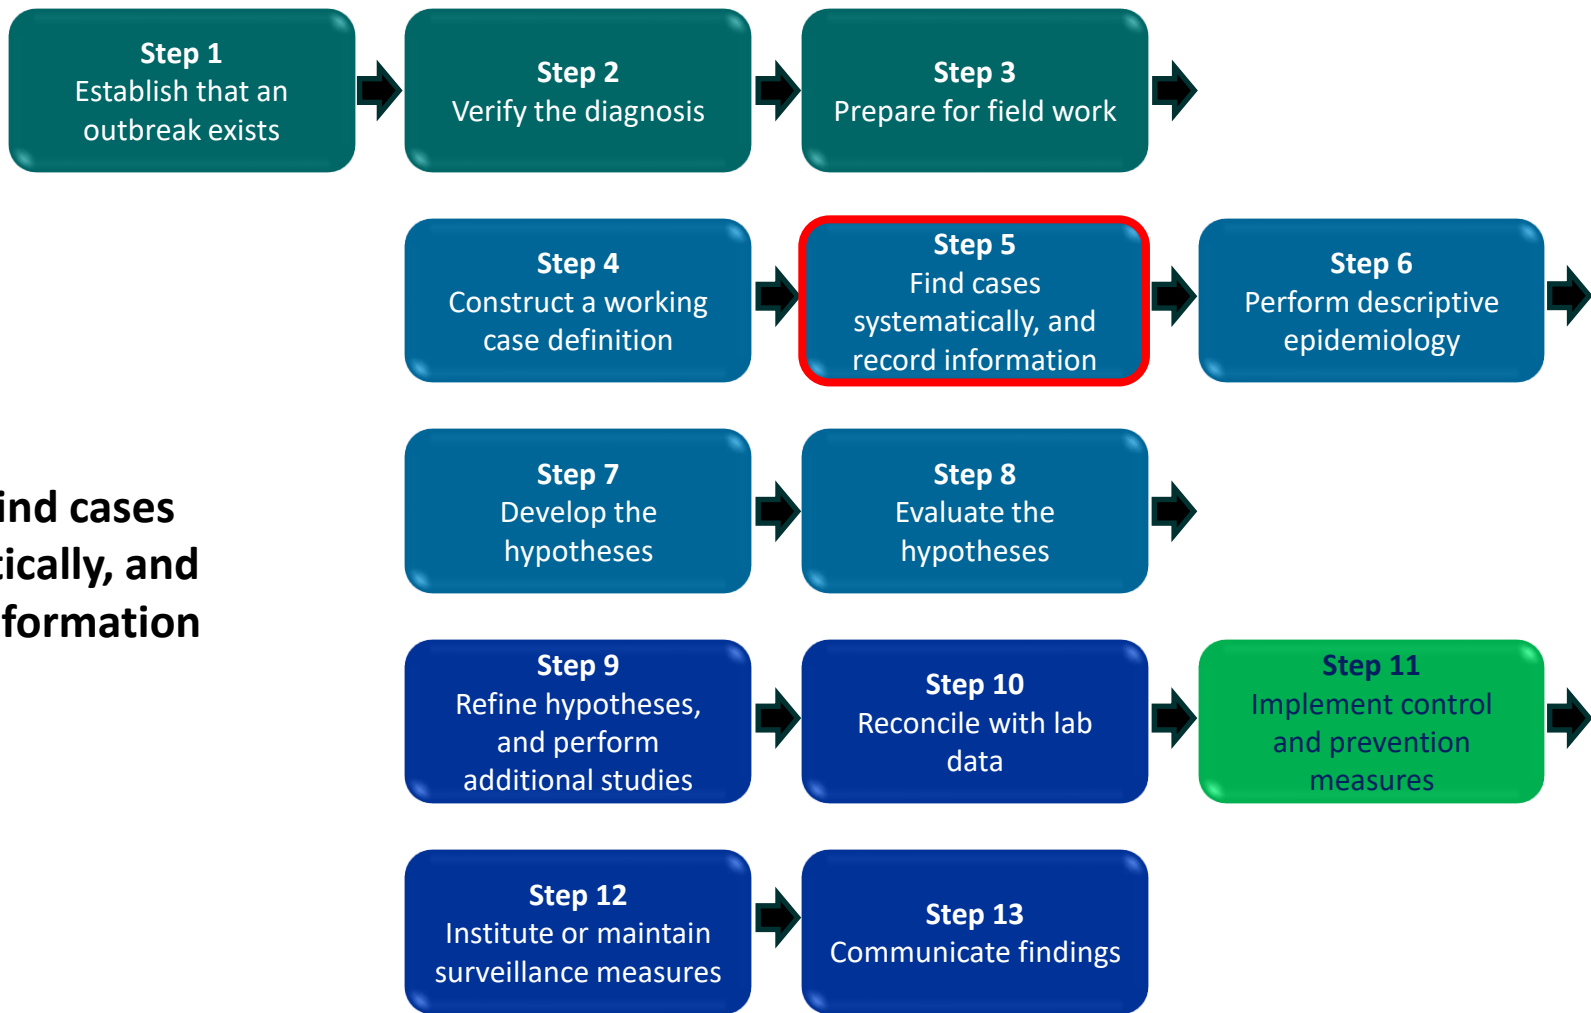 Step 1
Establish that an
outbreak exists
Step 2
Verify the diagnosis
Step 3
Prepare for field work
Step 4
Construct a working
case definition
Step 5
Find cases
systematically, and
record information
Step 6
Perform descriptive
epidemiology
Step 7
Develop the
hypotheses
Step 8
Evaluate the
hypotheses
ind cases
tically, and
formation
Step 9
Refine hypotheses,
and perform
additional studies
Step 10
Reconcile with lab
data
Step 11
Implement control
and prevention
measures
Step 12
Institute or maintain
surveillance measures
Step 13
Communicate findings